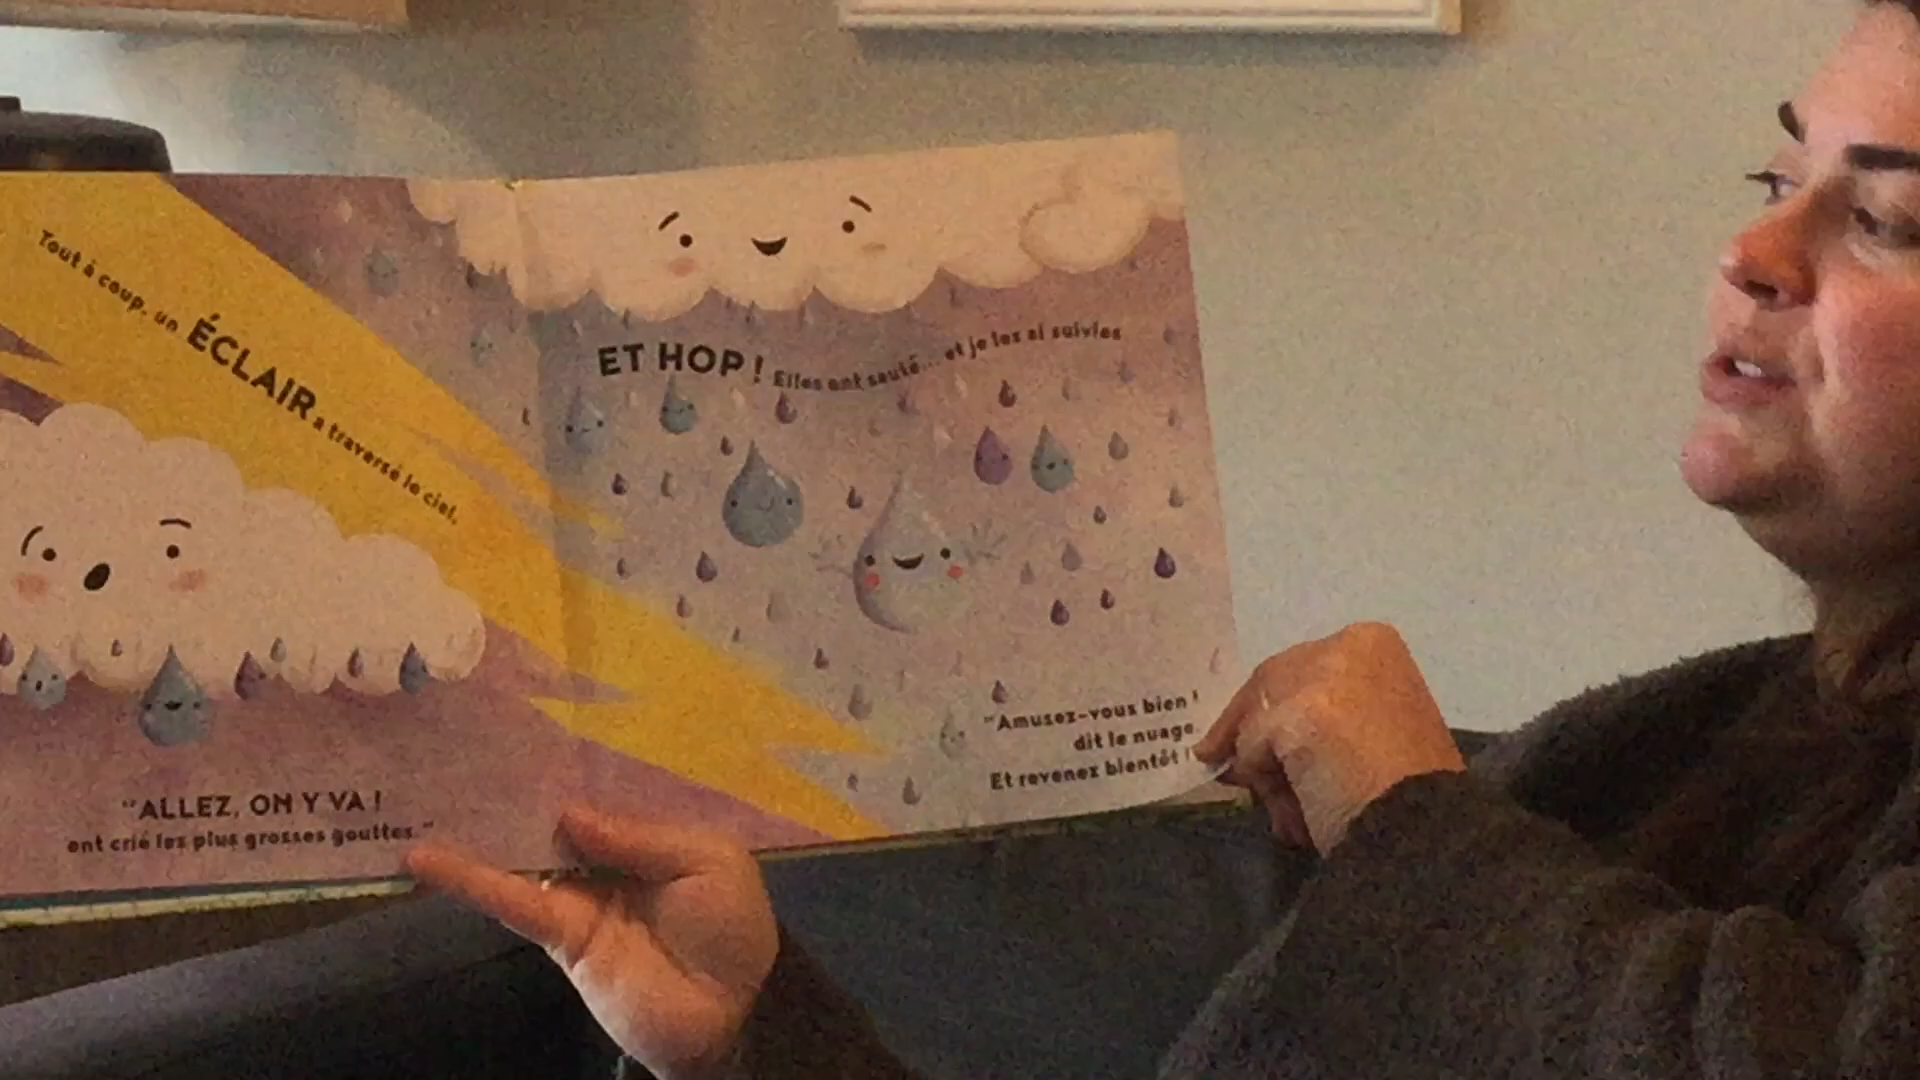 Tout à coup, un ÉCLAIR a traversé le ciel.
"ALLEZ, ON Y VA !
ont crié les plus grosses gouttes."
ET HOP ! Elles ont sauté... et je les ai suivies
"Amusez-vous bien !
dit le nuage.
Et revenez bientôt !